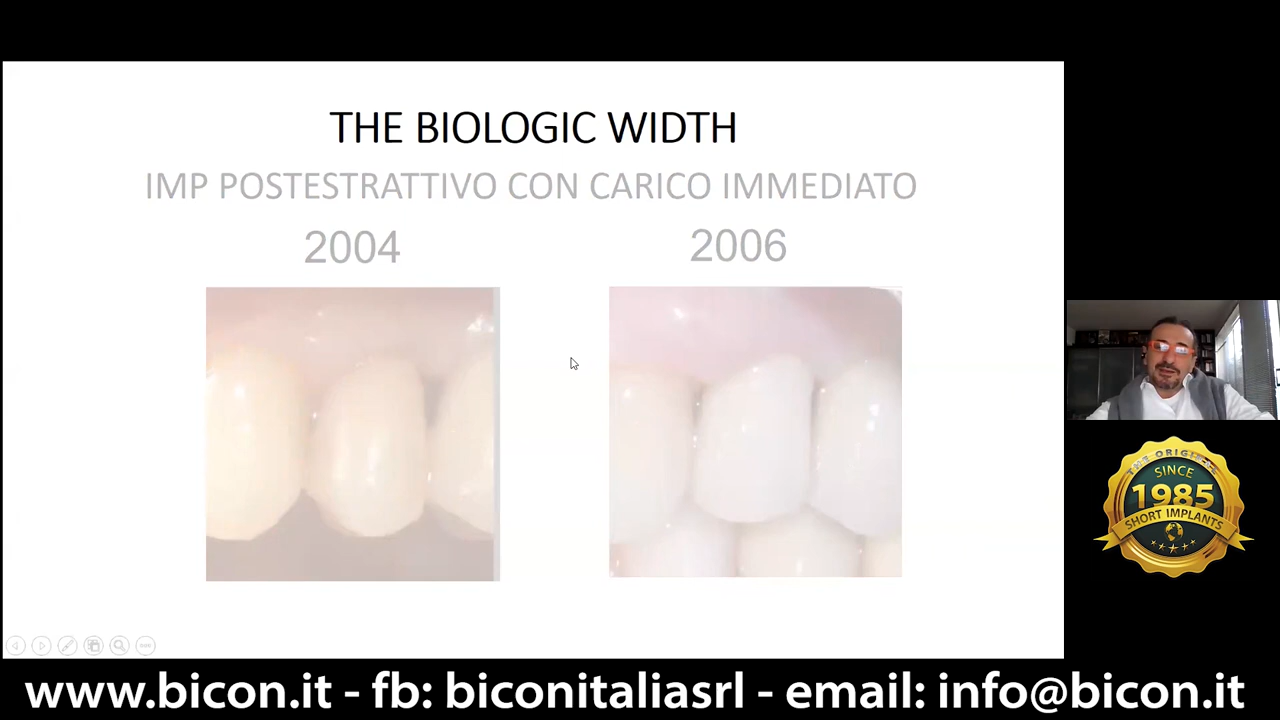 THE BIOLOGIC WIDTH
IMP POSTESTRATTIVO CON CARICO IMMEDIATO
2004
2006
THE ORIGINAL
SINCE
1985
SHORT IMPLANTS
www.bicon.it - fb: biconitaliasrl - email: info@bicon.it